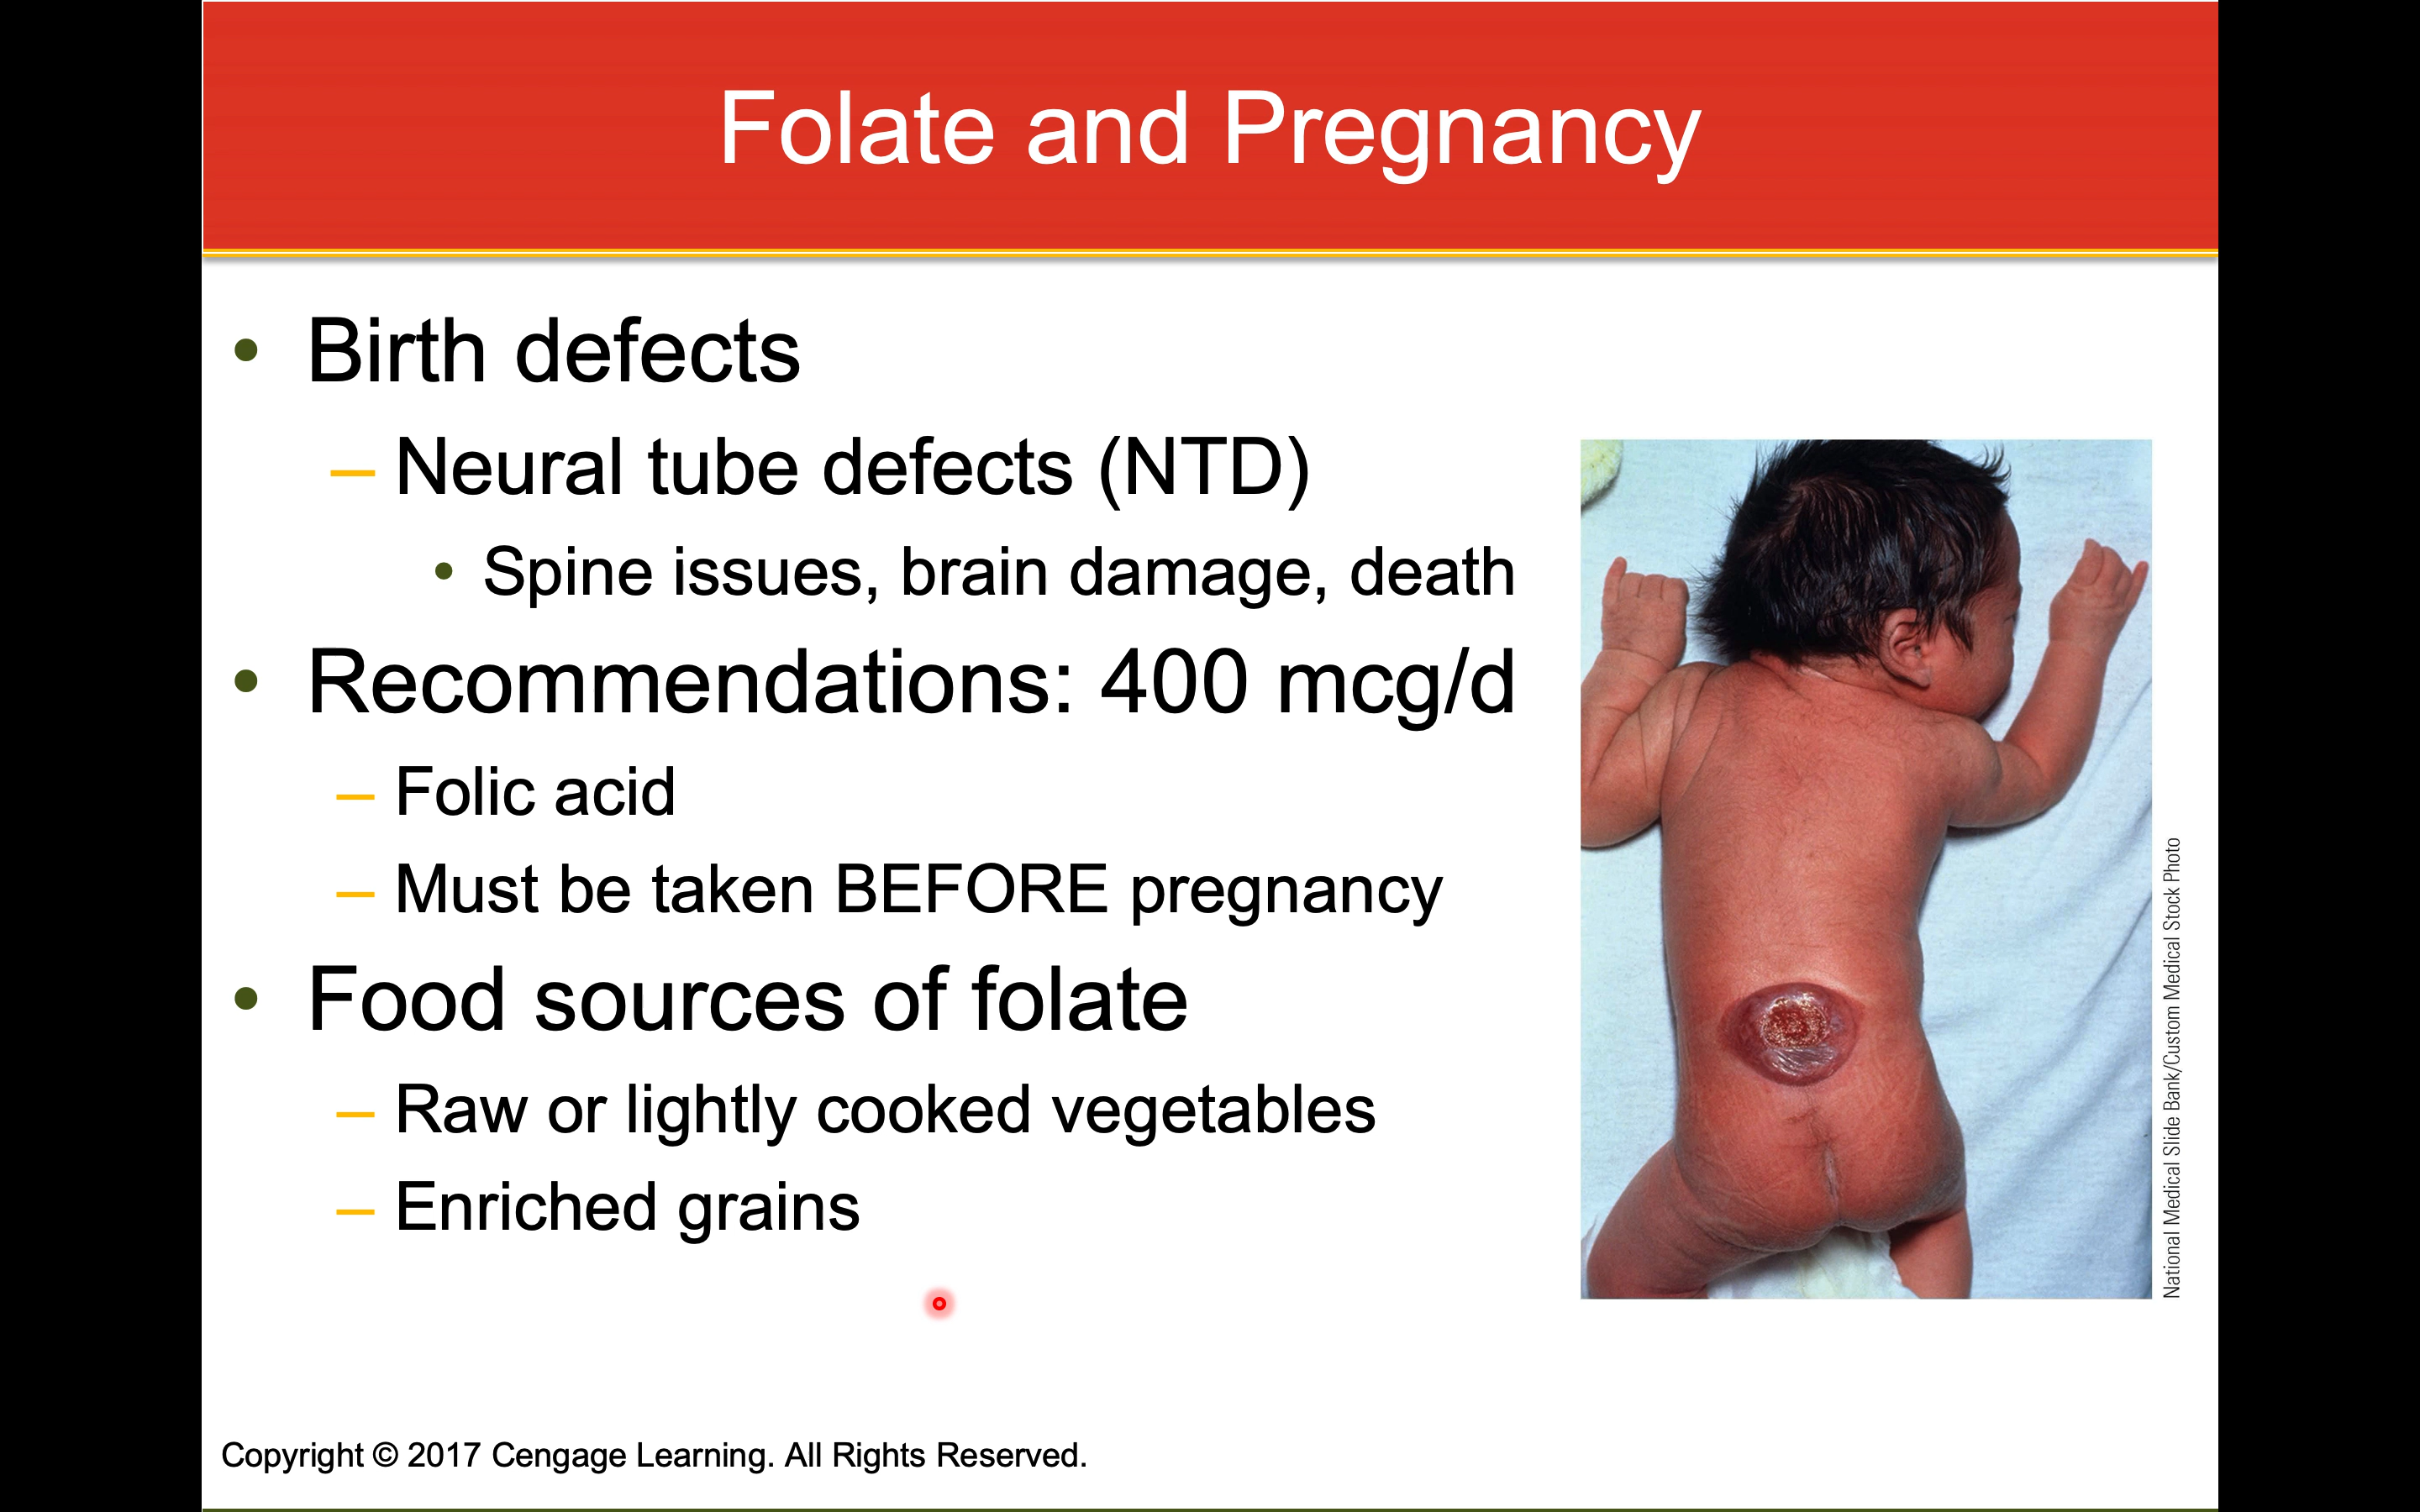 Folate and Pregnancy
• Birth defects
– Neural tube defects (NTD)
• Spine issues, brain damage, death
• Recommendations: 400 mcg/d
– Folic acid
– Must be taken BEFORE pregnancy
• Food sources of folate
– Raw or lightly cooked vegetables
– Enriched grains
National Medical Slide Bank/Custom Medical Stock Photo
Copyright © 2017 Cengage Learning. All Rights Reserved.